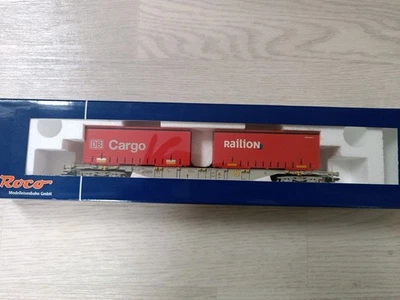 DB Cargo
RaiLiON
Roco
Modelleisenbahn GmbH